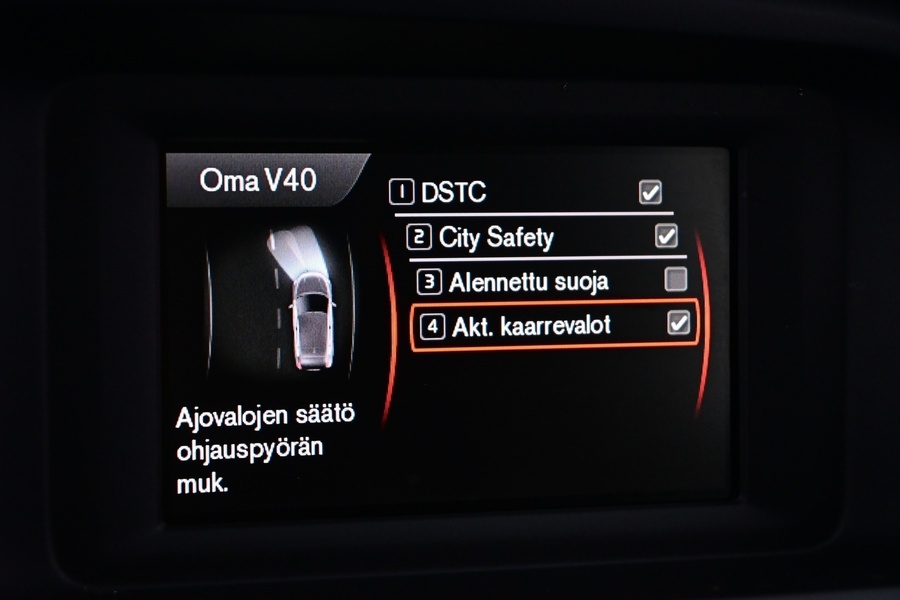 Oma V40
1 DSTC
2 City Safety
3 Alennettu suoja
4 Akt. kaarrevalot
Ajovalojen säätö
ohjauspyörän
muk.